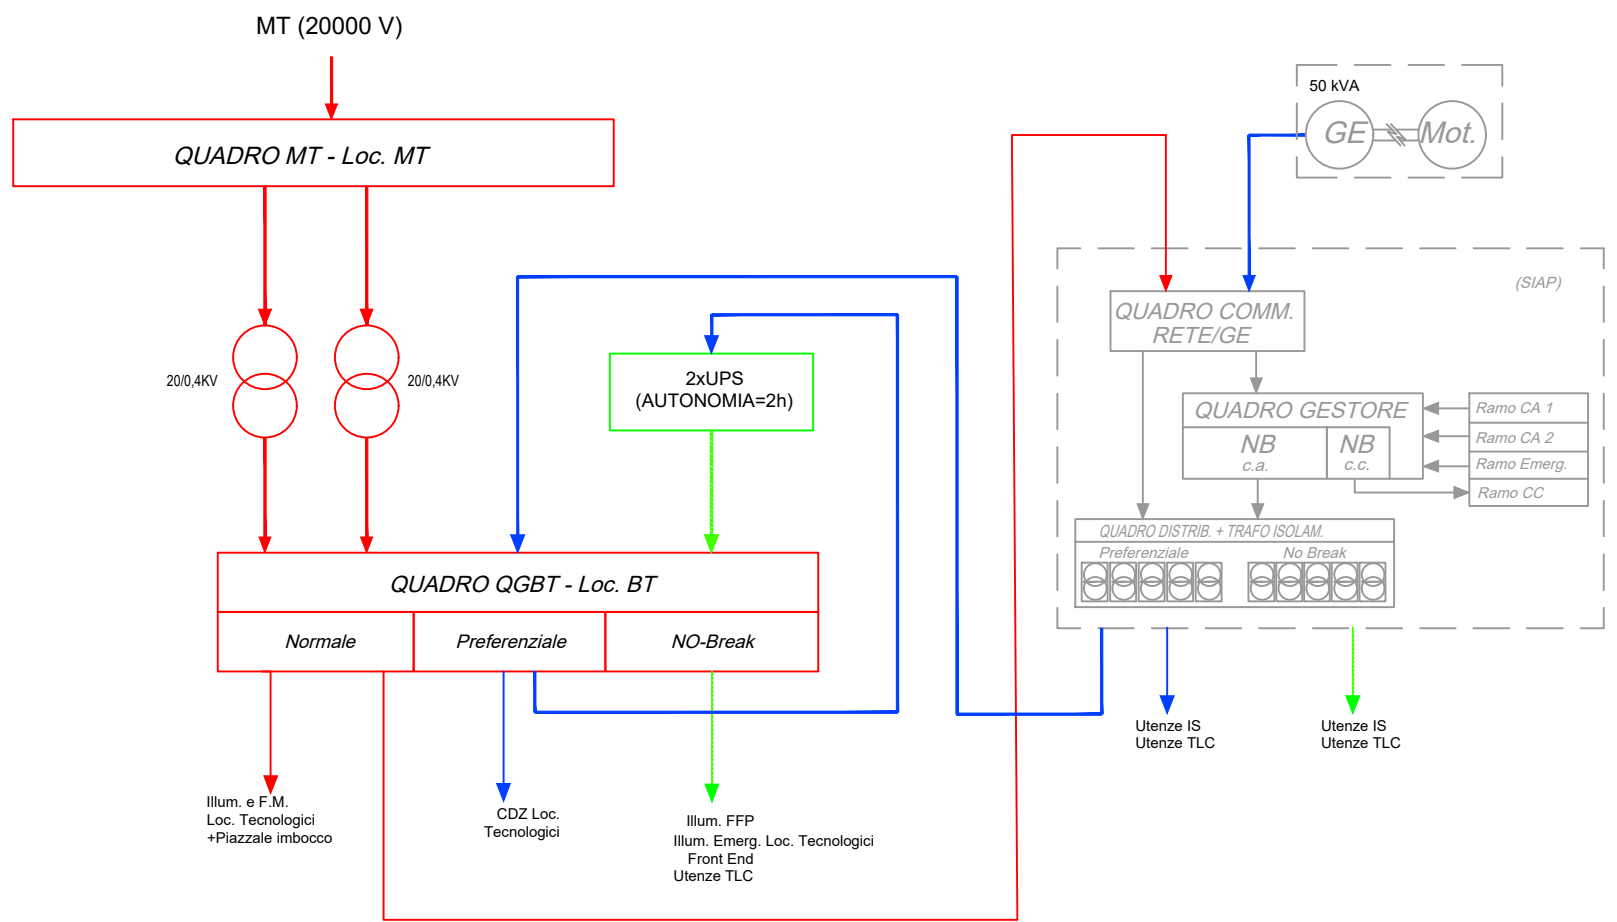 MT (20000 V)
50 kVA
GE
Mot.
QUADRO MT - Loc. MT
(SIAP)
QUADRO COMM.
RETE/GE
20/0,4KV
20/0,4KV
2xUPS
(AUTONOMIA=2h)
QUADRO GESTORE
NB
c.a.
NB
c.c.
Ramo CA 1
Ramo CA 2
Ramo Emerg.
Ramo CC
QUADRO DISTRIB. + TRAFO ISOLAM.
Preferenziale
No Break
QUADRO QGBT - Loc. BT
Normale
Preferenziale
NO-Break
Utenze IS
Utenze TLC
Utenze IS
Utenze TLC
Illum. e F.M.
Loc. Tecnologici
+Piazzale imbocco
CDZ Loc.
Tecnologici
Illum. FFP
Illum. Emerg. Loc. Tecnologici
Front End
Utenze TLC